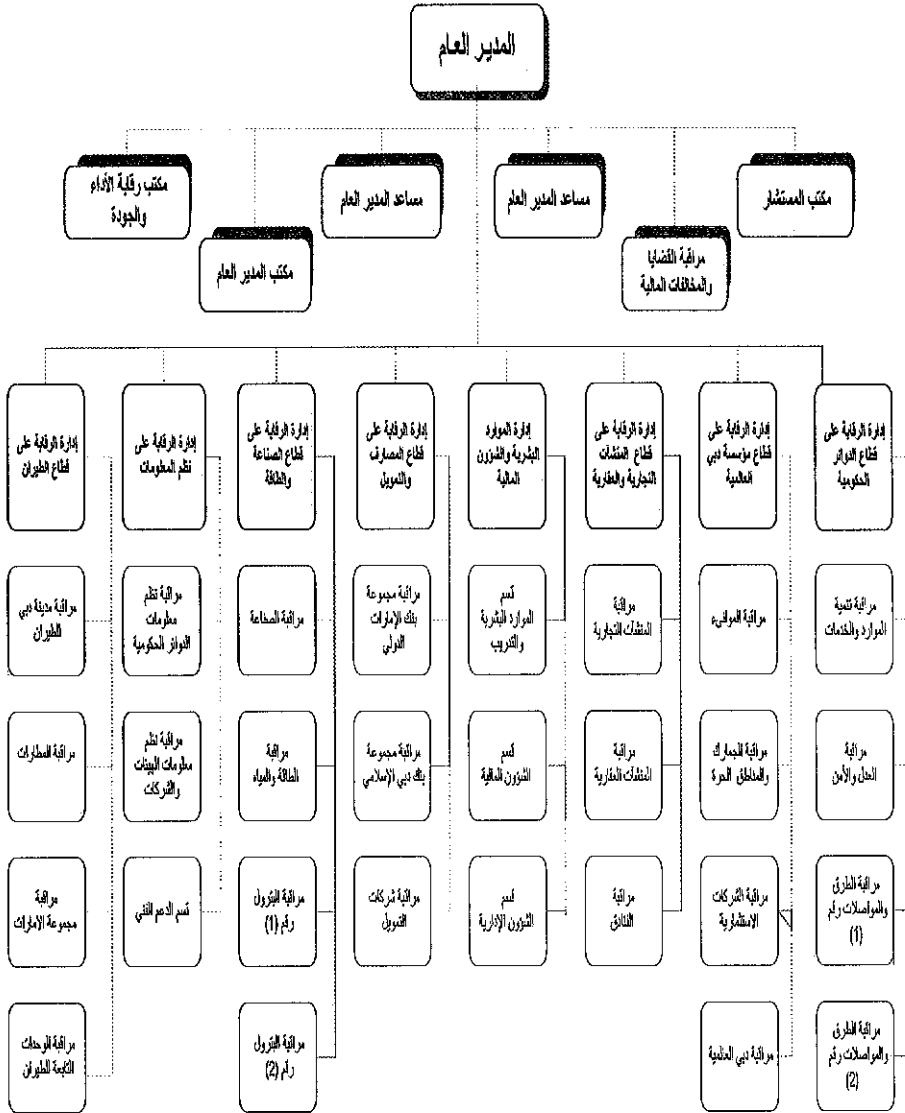 المدير العام
مكتب المستشار
مراقبة القضايا
والمخالفات المالية
مساعد المدير العام
مساعد المدير العام
مكتب المدير العام
مكتب رقابة الأداء
والجودة
إدارة الرقابة على
قطاع الدوائر
الحكومية
مراقبة تنمية
الموارد والخدمات
مراقبة
العدل والأمن
مراقبة الطرق
والمواصلات رقم
(1)
مراقبة الطرق
والمواصلات رقم
(2)
إدارة الرقابة على
قطاع مؤسسة دبي
العالمية
مراقبة الموانىء
مراقبة الجمارك
والمناطق الحرة
مراقبة الشركات
الاستثمارية
مراقبة دبي العالمية
إدارة الرقابة على
قطاع المنشآت
التجارية والعقارية
مراقبة
المنشآت التجارية
مراقبة
المنشآت العقارية
مراقبة
الفنادق
إدارة الموارد
البشرية والشؤون
المالية
قسم
الموارد البشرية
والتدريب
قسم
الشؤون المالية
قسم
الشؤون الإدارية
إدارة الرقابة على
قطاع المصارف
والتمويل
مراقبة مجموعة
بنك الإمارات
الدولي
مراقبة مجموعة
بنك دبي الإسلامي
مراقبة شركات
التمويل
إدارة الرقابة على
قطاع الصناعة
والطاقة
مراقبة الصناعة
مراقبة
الطاقة والمياه
مراقبة البترول
رقم (1)
مراقبة البترول
رقم (2)
إدارة الرقابة على
نظم المعلومات
مراقبة نظم
معلومات
الدوائر الحكومية
مراقبة نظم
معلومات الهيئات
والشركات
قسم الدعم الفني
إدارة الرقابة على
قطاع الطيران
مراقبة مدينة دبي
للطيران
مراقبة المطارات
مراقبة
مجموعة الامارات
مراقبة الوحدات
التابعة للطيران